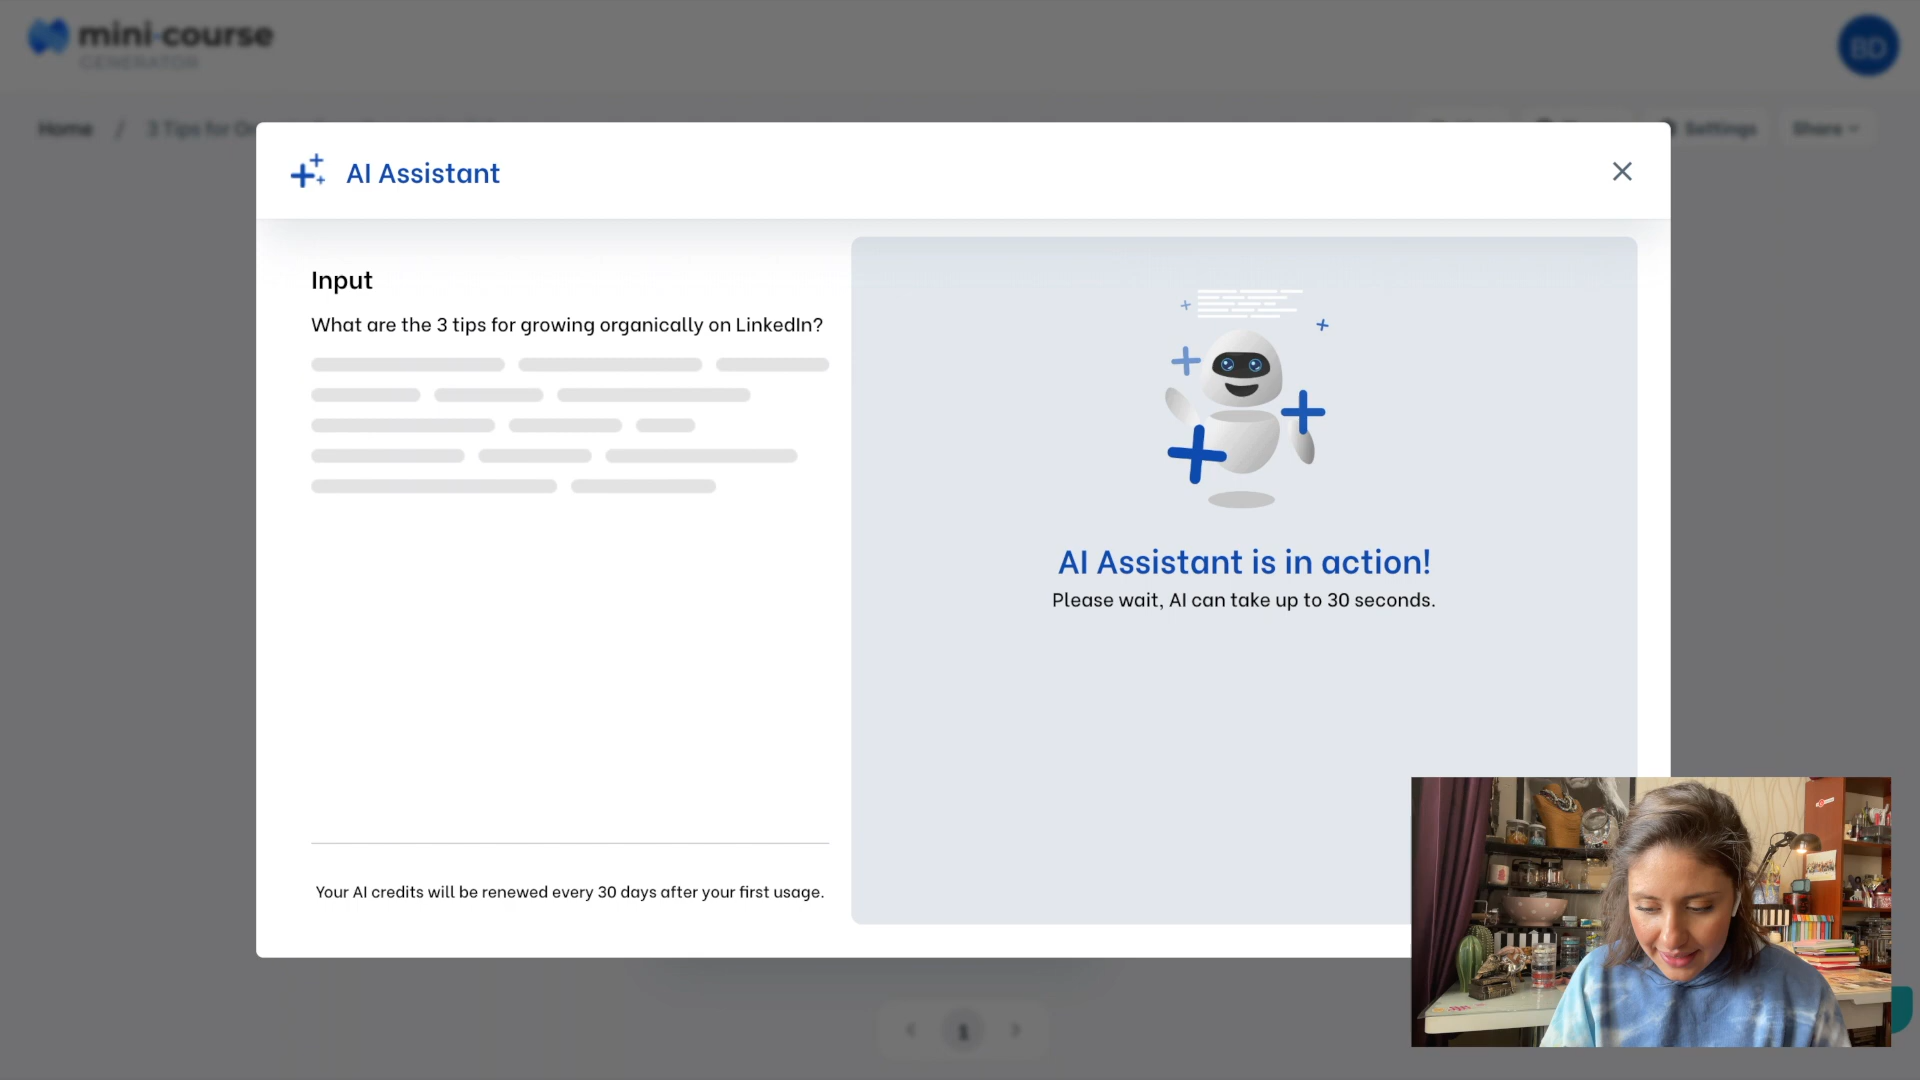 mini-course
GENERATOR
BD
Home / 3 Tips for
Settings
Share
AI Assistant
Input
What are the 3 tips for growing organically on LinkedIn?
AI Assistant is in action!
Please wait, AI can take up to 30 seconds.
Your AI credits will be renewed every 30 days after your first usage.
1